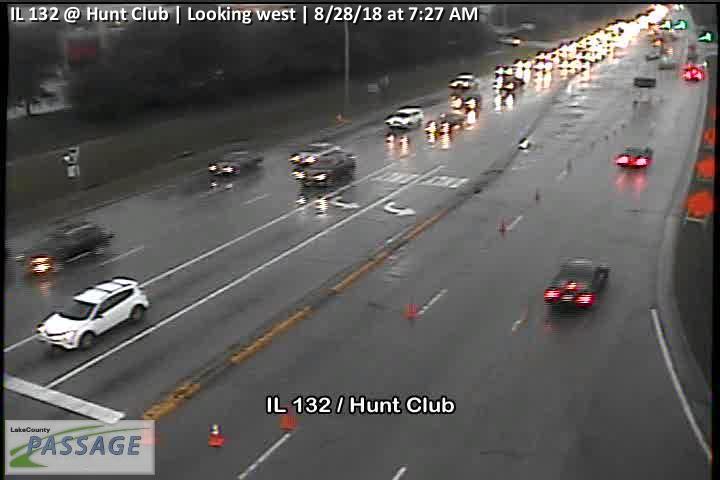 IL 132 @ Hunt Club | Looking west | 8/28/18 at 7:27 AM
IL 132 / Hunt Club
LakeCounty
PASSAGE